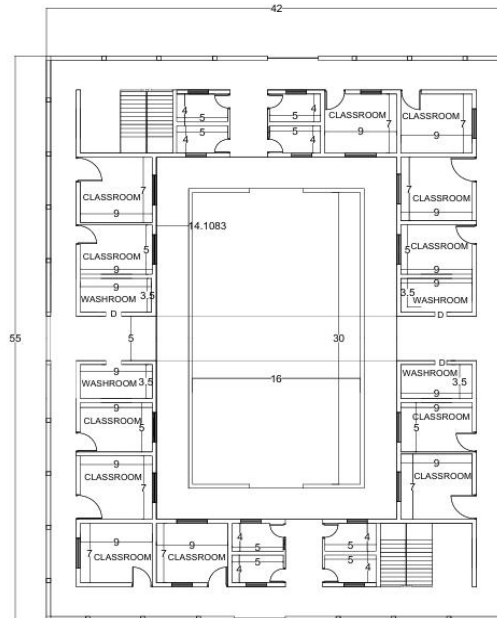 42
4 5 5 4
CLASSROOM 7 9
CLASSROOM 7 9
4 5 5 4
CLASSROOM 7 9
CLASSROOM 7 9
14.1083
CLASSROOM 5 9
CLASSROOM 5 9
9 WASHROOM 3,5
3,5 9 WASHROOM
D D
55 5 30
D
9 WASHROOM 3,5
WASHROOM 9 3,5
16
9 CLASSROOM 5
9 5 CLASSROOM
9 CLASSROOM 7
9 CLASSROOM 7
9 7 CLASSROOM
9 7 CLASSROOM
4 5 5 4
4 5 5 4